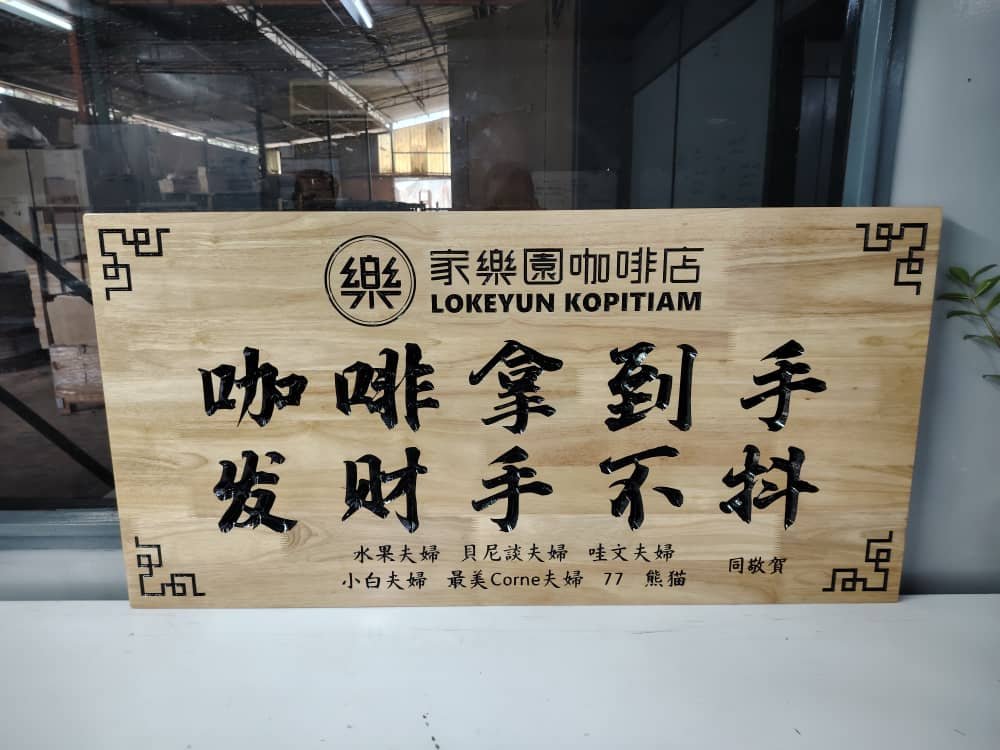 樂
家樂園咖啡店
LOKEYUN KOPITIAM
咖啡拿到手
发财手不抖
水果夫婦 貝尼談夫婦 哇文夫婦
小白夫婦 最美Corne夫婦 77 熊猫
同敬賀